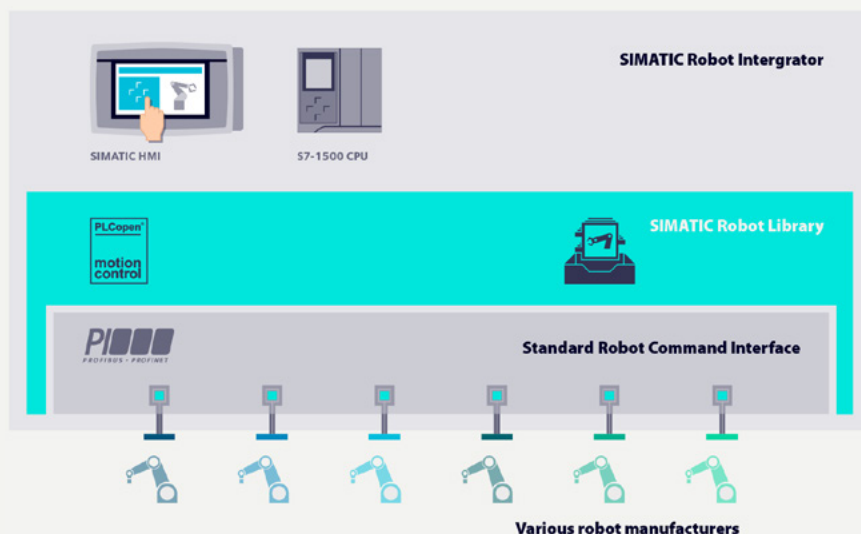 SIMATIC Robot Intergrator
SIMATIC HMI
S7-1500 CPU
PLCopen®
motion
control
SIMATIC Robot Library
PI
PROFIBUS · PROFINET
Standard Robot Command Interface
Various robot manufacturers